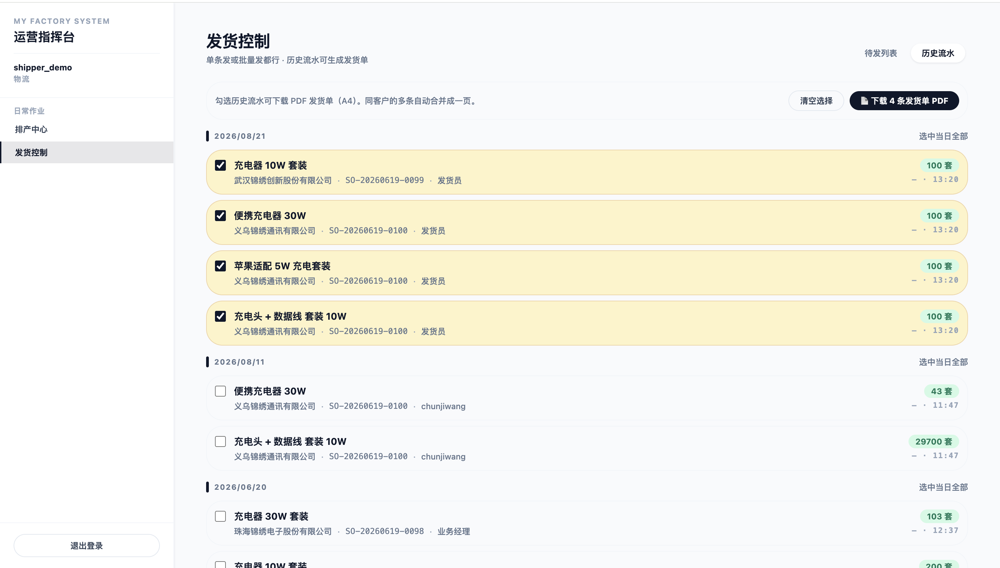 MY FACTORY SYSTEM
运营指挥台
shipper_demo
物流
日常作业
排产中心
发货控制
退出登录
发货控制
单条发或批量发都行 · 历史流水可生成发货单
待发列表
历史流水
勾选历史流水可下载 PDF 发货单（A4）。同客户的多条自动合并成一页。
清空选择
下载 4 条发货单 PDF
2026/08/21
选中当日全部
充电器 10W 套装
100 套
武汉锦绣创新股份有限公司 · SO-20260619-0099 · 发货员
— · 13:20
便携充电器 30W
100 套
义乌锦绣通讯有限公司 · SO-20260619-0100 · 发货员
— · 13:20
苹果适配 5W 充电套装
100 套
义乌锦绣通讯有限公司 · SO-20260619-0100 · 发货员
— · 13:20
充电头 + 数据线 套装 10W
100 套
义乌锦绣通讯有限公司 · SO-20260619-0100 · 发货员
— · 13:20
2026/08/11
选中当日全部
便携充电器 30W
43 套
义乌锦绣通讯有限公司 · SO-20260619-0100 · chunjiwang
— · 11:47
充电头 + 数据线 套装 10W
29700 套
义乌锦绣通讯有限公司 · SO-20260619-0100 · chunjiwang
— · 11:47
2026/06/20
选中当日全部
充电器 30W 套装
103 套
珠海锦绣电子股份有限公司 · SO-20260619-0098 · 业务经理
— · 12:37
充电器 10W 套装
200 套